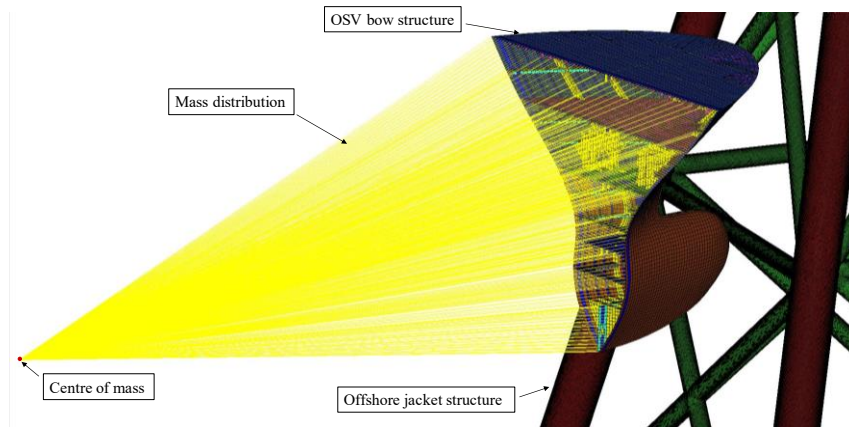 OSV bow structure
Mass distribution
Centre of mass
Offshore jacket structure